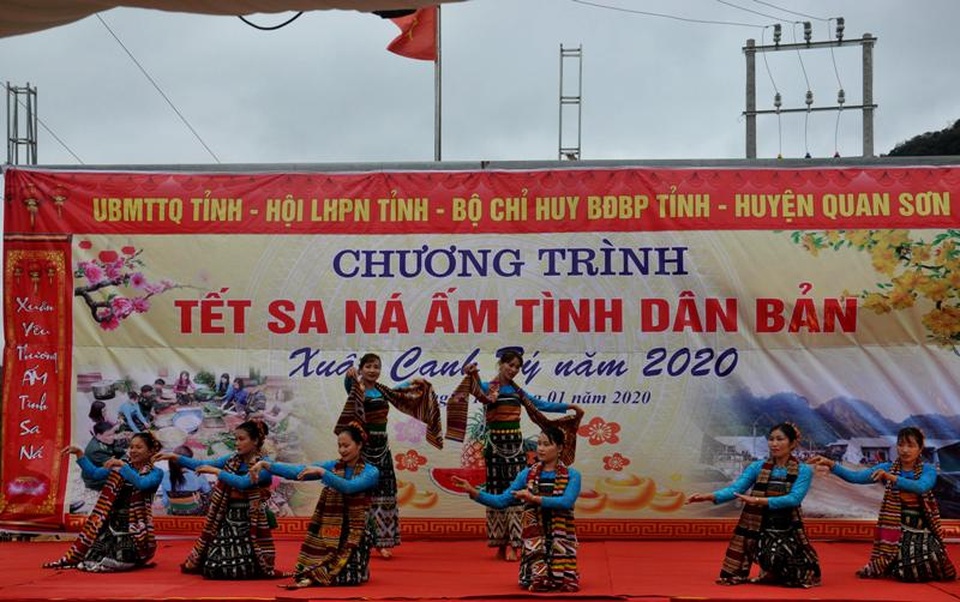 UBMTTQ TỈNH - HỘI LHPN TỈNH - BỘ CHỈ HUY BĐBP TỈNH - HUYỆN QUAN SƠN
CHƯƠNG TRÌNH
TẾT SA NÁ ẤM TÌNH DÂN BẢN
Xuân Canh Tý năm 2020
01 năm 2020
Xuân
Yêu
Thương
ẤM
Tình
Sa
Ná